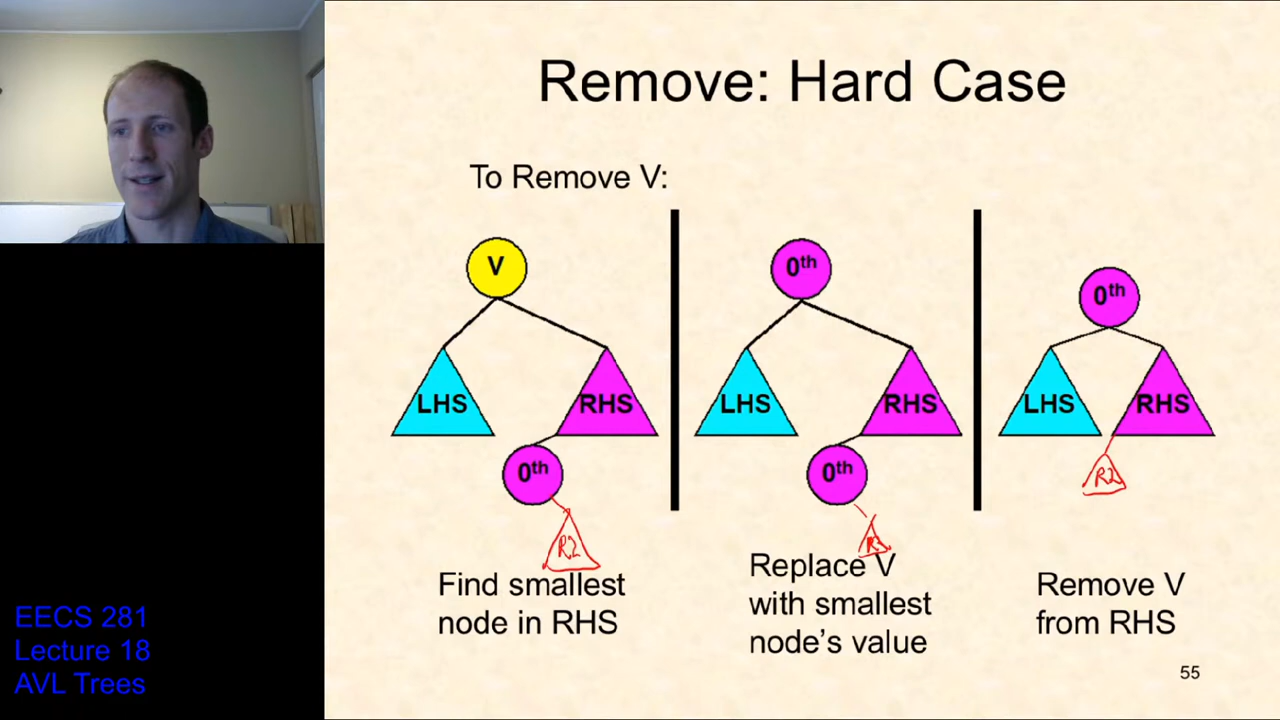 Remove: Hard Case
To Remove V:
V
LHS
RHS
0th
R2
Find smallest
node in RHS
0th
LHS
RHS
0th
Replace V
with smallest
node's value
0th
LHS
RHS
R2
Remove V
from RHS
EECS 281
Lecture 18
AVL Trees
55